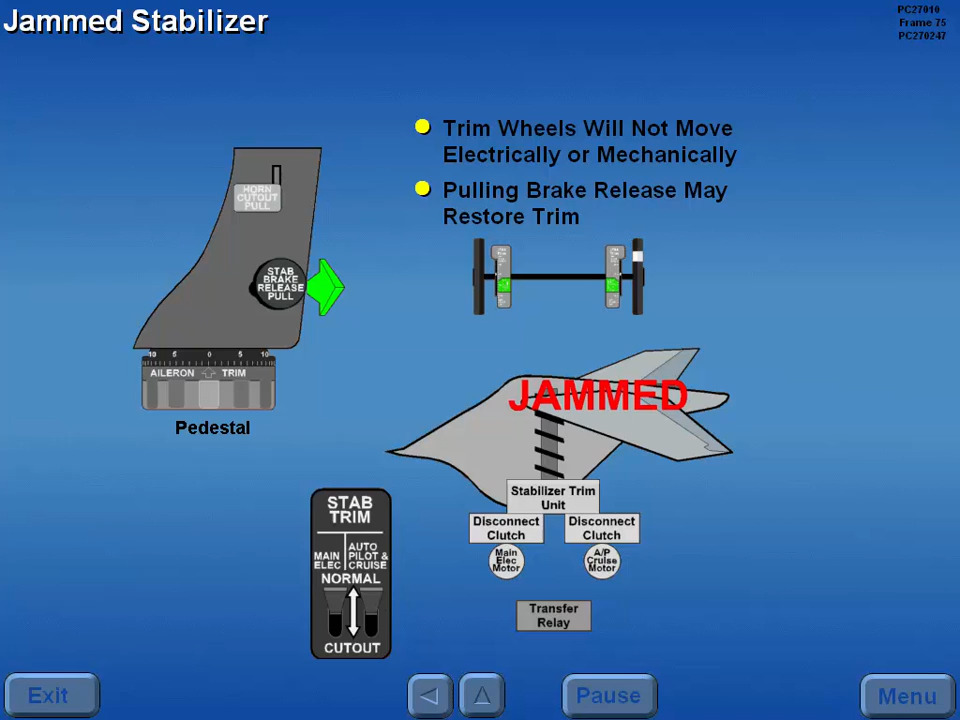 Jammed Stabilizer
PC27010
Frame 75
PC270247
Trim Wheels Will Not Move
Electrically or Mechanically
Pulling Brake Release May
Restore Trim
HORN
CUTOUT
PULL
STAB
BRAKE
RELEASE
PULL
10 5 0 5 10
AILERON TRIM
Pedestal
JAMMED
Stabilizer Trim
Unit
Disconnect
Clutch
Disconnect
Clutch
Main
Elec
Motor
A/P
Cruise
Motor
Transfer
Relay
STAB
TRIM
MAIN
ELEC
AUTO
PILOT &
CRUISE
NORMAL
CUTOUT
Exit
Pause
Menu